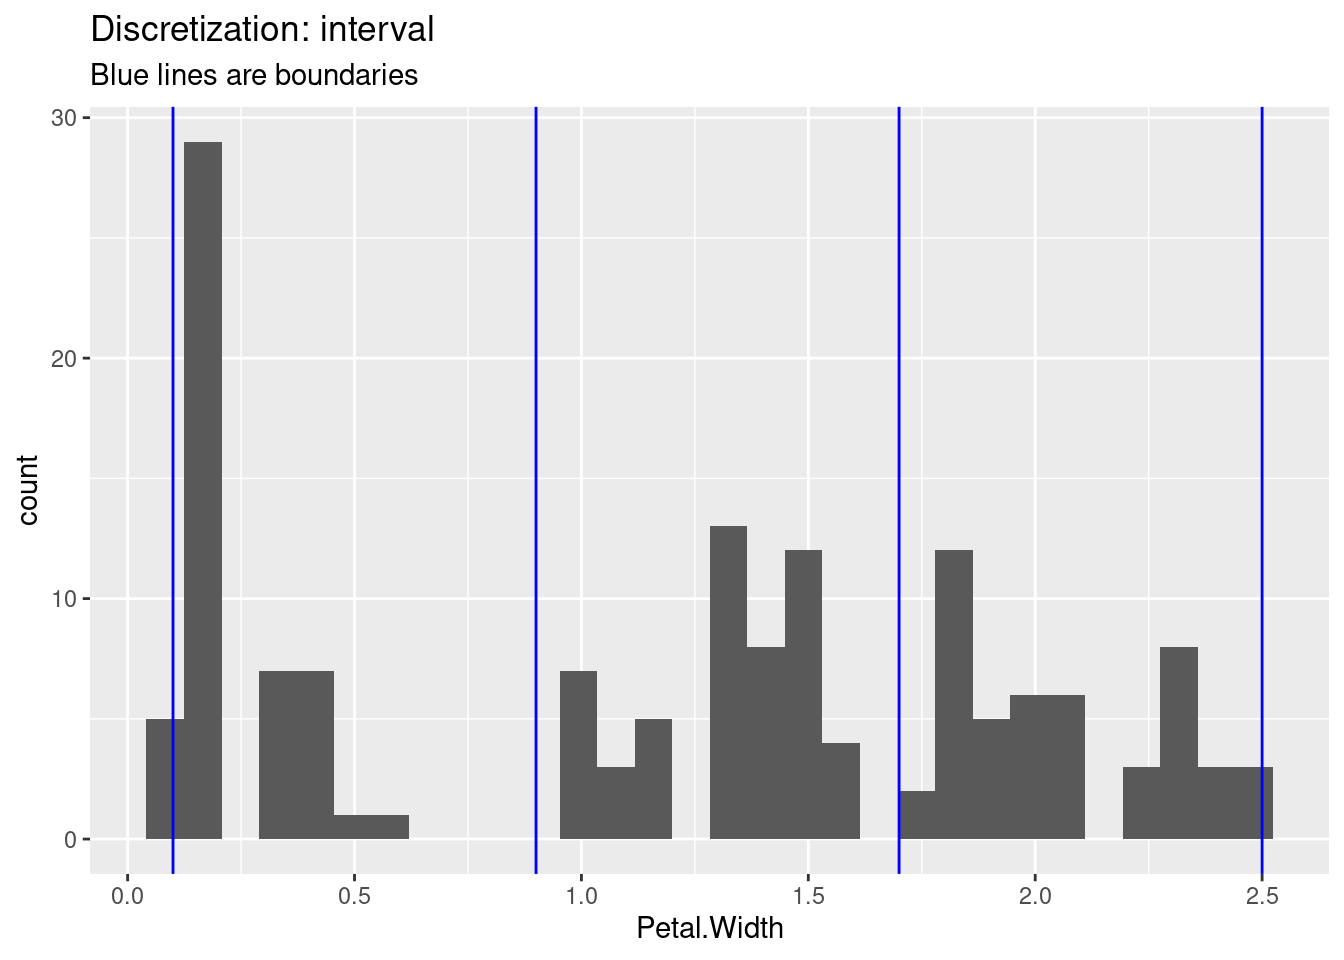 Discretization: interval
Blue lines are boundaries
30
20
10
0
count
0.0 0.5 1.0 1.5 2.0 2.5
Petal.Width